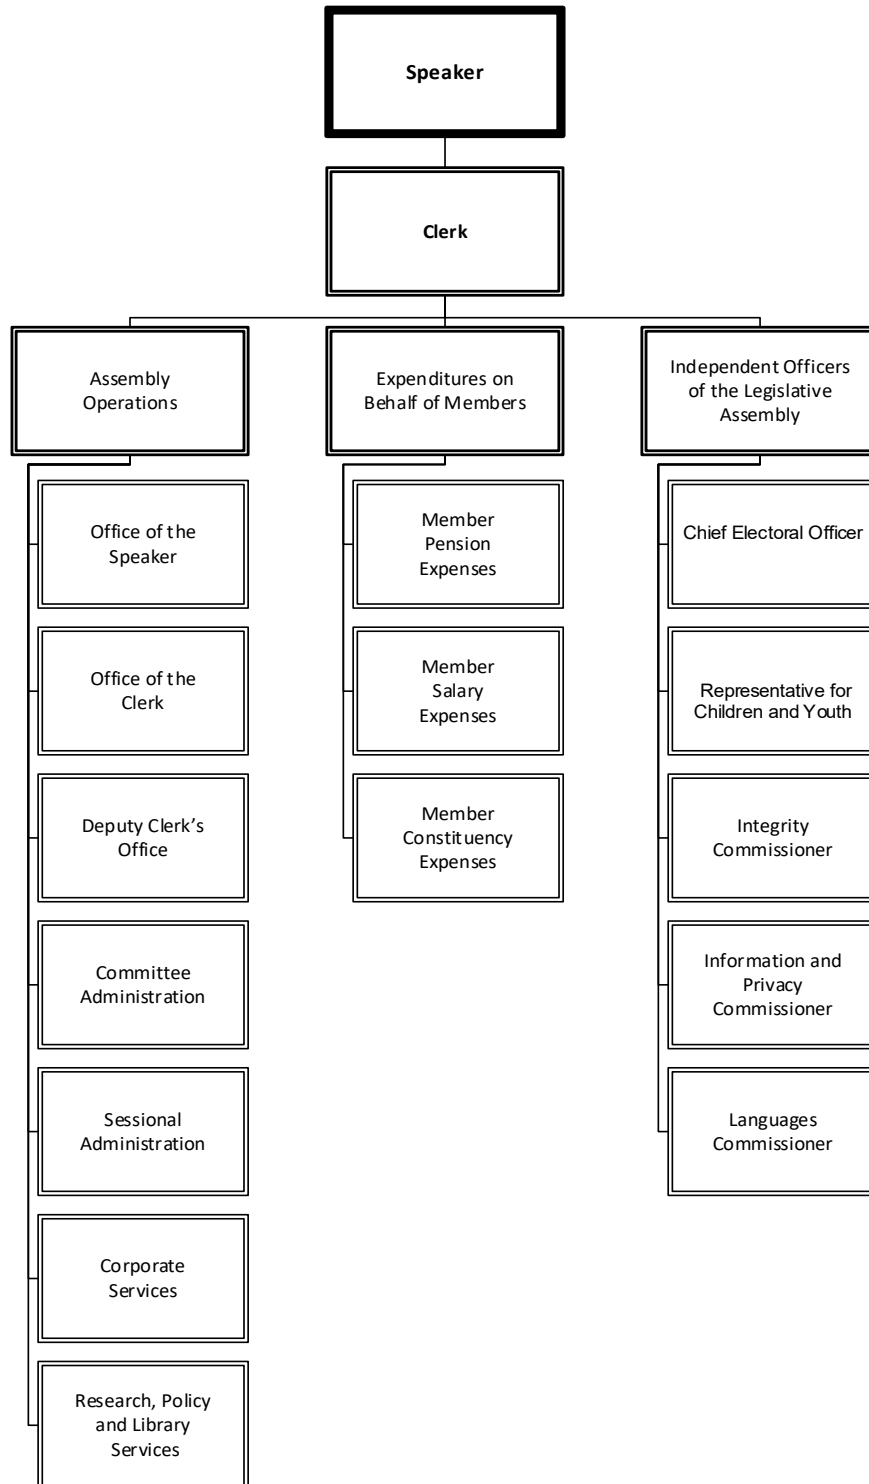 Speaker
Clerk
Assembly
Operations
Expenditures on
Behalf of Members
Independent Officers
of the Legislative
Assembly
Office of the
Speaker
Office of the
Clerk
Deputy Clerk's
Office
Committee
Administration
Sessional
Administration
Corporate
Services
Research, Policy
and Library
Services
Member
Pension
Expenses
Member
Salary
Expenses
Member
Constituency
Expenses
Chief Electoral Officer
Representative for
Children and Youth
Integrity
Commissioner
Information and
Privacy
Commissioner
Languages
Commissioner